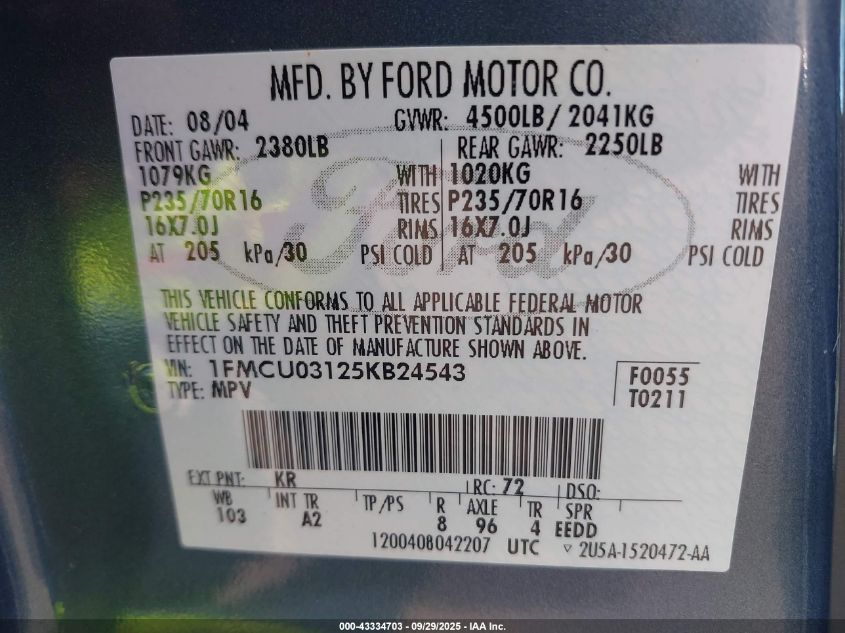 MFD. BY FORD MOTOR CO.
DATE: 08/04 GVWR: 4500LB/ 2041KG
FRONT GAWR: 2380LB REAR GAWR: 2250LB
1079KG WITH 1020KG WITH
P235/70R16 TIRES P235/70R16 TIRES
16X7.0J RIMS 16X7.0J RIMS
AT 205 kPa/30 PSI COLD AT 205 kPa/30 PSI COLD
Ford
THIS VEHICLE CONFORMS TO ALL APPLICABLE FEDERAL MOTOR
VEHICLE SAFETY AND THEFT PREVENTION STANDARDS IN
EFFECT ON THE DATE OF MANUFACTURE SHOWN ABOVE.
VIN: 1FMCU03125KB24543 F0055
TYPE: MPV T0211
EXT PNT: KR RC: 72 DSO:
WB INT TR TP/PS R AXLE TR SPR
103 A2 8 96 4 EEDD
1200408042207 UTC ▽ 2U5A-1520472-AA
000-43334703 - 09/29/2025 - IAA Inc.